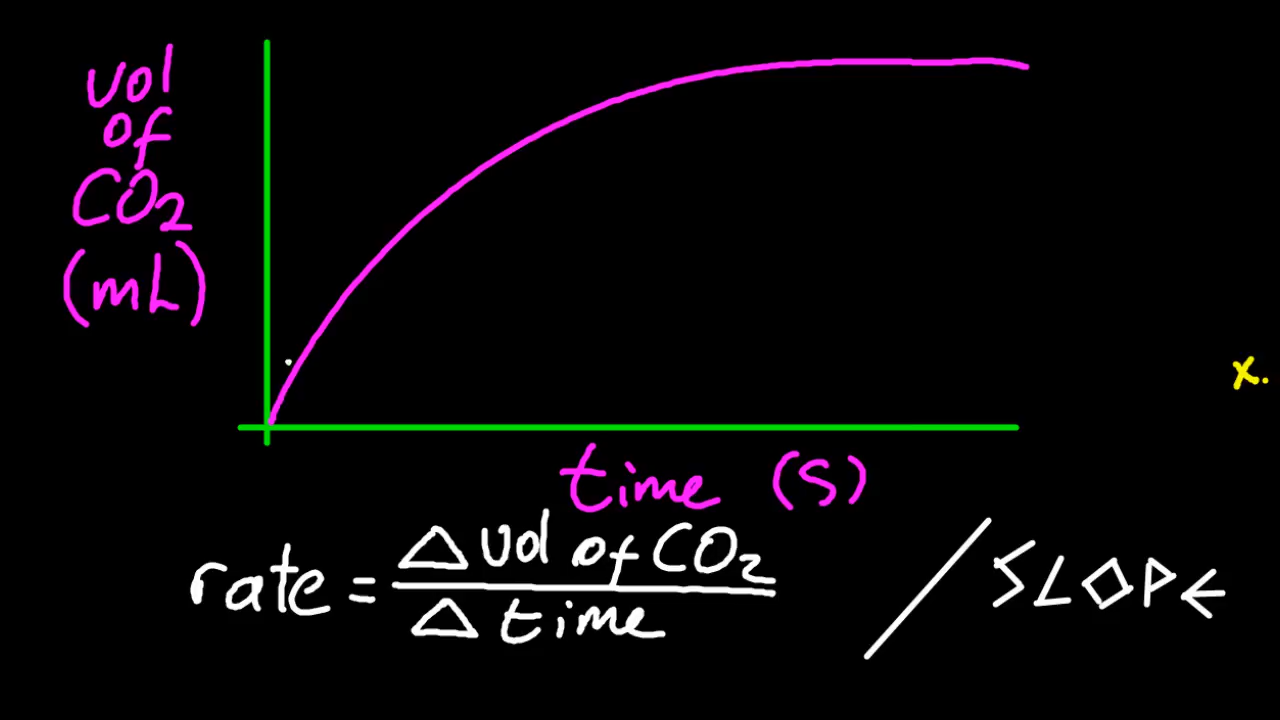 vol
of
CO₂
(mL)
x.
time (s)
rate = Δ vol of CO₂ / Δ time
SLOPE